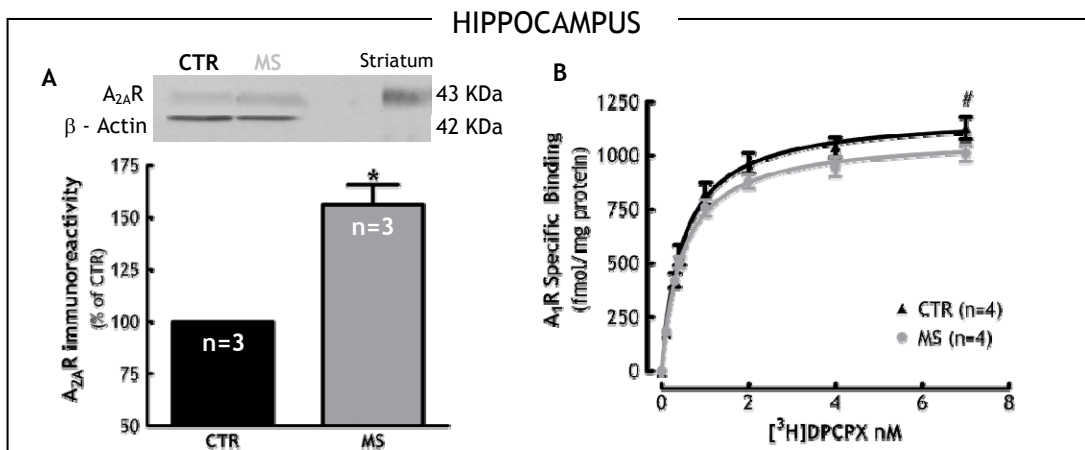 HIPPOCAMPUS
A
CTR MS Striatum
A2AR 43 KDa
β - Actin 42 KDa
A2AR immunoreactivity
(% of CTR)
175
150
125
100
75
50
*
n=3
n=3
CTR MS
B
A1R Specific Binding
(fmol/mg protein)
1250
1000
750
500
250
0
#
CTR (n=4)
MS (n=4)
0 2 4 6 8
[³H]DPCPX nM